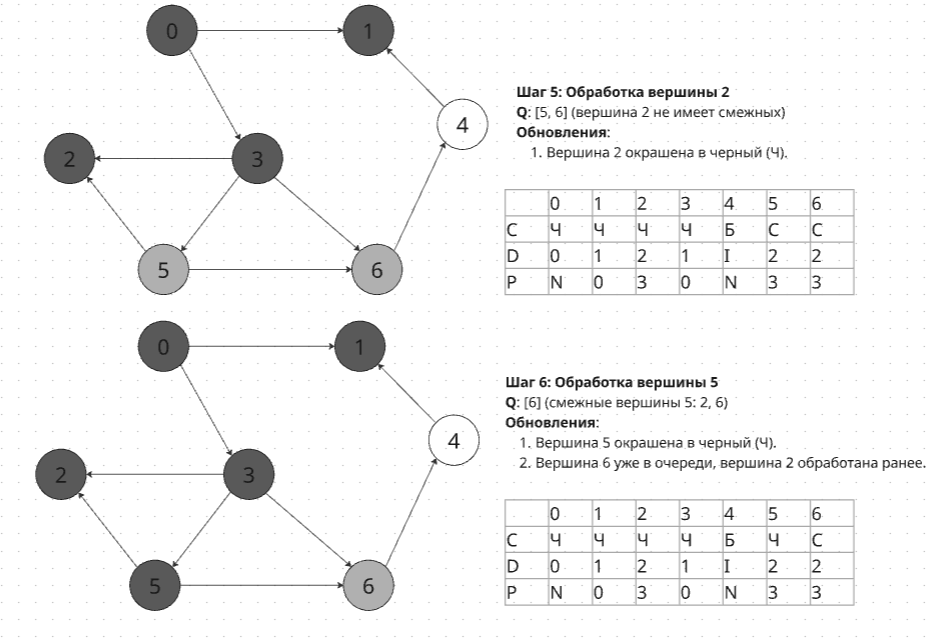 0
1
4
2
3
5
6
Шаг 5: Обработка вершины 2
Q: [5, 6] (вершина 2 не имеет смежных)
Обновления:
1. Вершина 2 окрашена в черный (Ч).
0 1 2 3 4 5 6
C Ч Ч Ч Ч Б С С
D 0 1 2 1 I 2 2
P N 0 3 0 N 3 3
0
1
4
2
3
5
6
Шаг 6: Обработка вершины 5
Q: [6] (смежные вершины 5: 2, 6)
Обновления:
1. Вершина 5 окрашена в черный (Ч).
2. Вершина 6 уже в очереди, вершина 2 обработана ранее.
0 1 2 3 4 5 6
C Ч Ч Ч Ч Б Ч С
D 0 1 2 1 I 2 2
P N 0 3 0 N 3 3